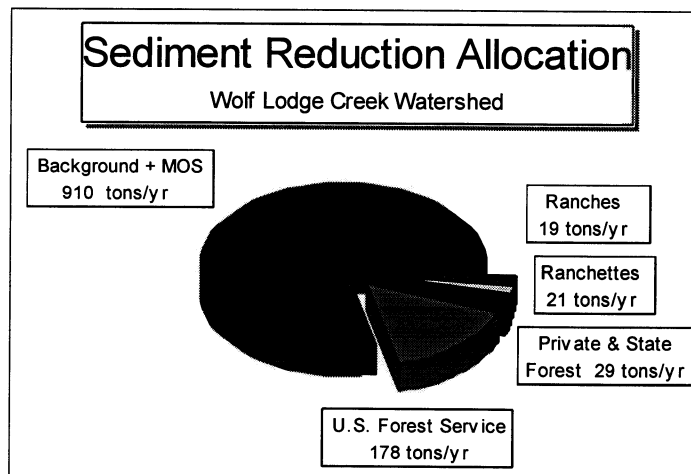 Sediment Reduction Allocation
Wolf Lodge Creek Watershed
Background + MOS
910 tons/yr
Ranches
19 tons/yr
Ranchettes
21 tons/yr
Private & State
Forest 29 tons/yr
U.S. Forest Service
178 tons/yr